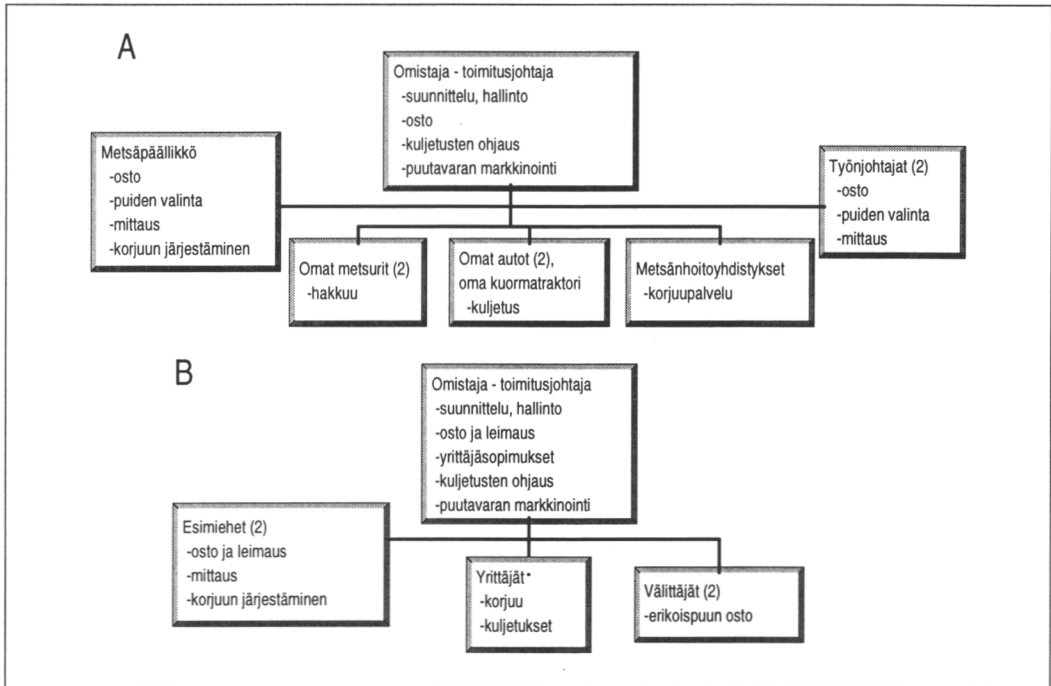 A
Omistaja - toimitusjohtaja
-suunnittelu, hallinto
-osto
-kuljetusten ohjaus
-puutavaran markkinointi
Metsäpäällikkö
-osto
-puiden valinta
-mittaus
-korjuun järjestäminen
Työnjohtajat (2)
-osto
-puiden valinta
-mittaus
Omat metsurit (2)
-hakkuu
Omat autot (2),
oma kuormatraktori
-kuljetus
Metsänhoitoyhdistykset
-korjuupalvelu
B
Omistaja - toimitusjohtaja
-suunnittelu, hallinto
-osto ja leimaus
-yrittäjäsopimukset
-kuljetusten ohjaus
-puutavaran markkinointi
Esimiehet (2)
-osto ja leimaus
-mittaus
-korjuun järjestäminen
Yrittäjät
-korjuu
-kuljetukset
Välittäjät (2)
-erikoispuun osto